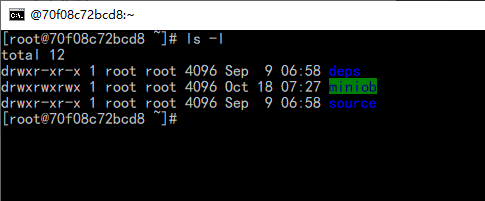 @70f08c72bcd8:~
[root@70f08c72bcd8 ~]# ls -l
total 12
drwxr-xr-x 1 root root 4096 Sep  9 06:58 deps
drwxrwxrwx 1 root root 4096 Oct 18 07:27 miniob
drwxr-xr-x 1 root root 4096 Sep  9 06:58 source
[root@70f08c72bcd8 ~]#